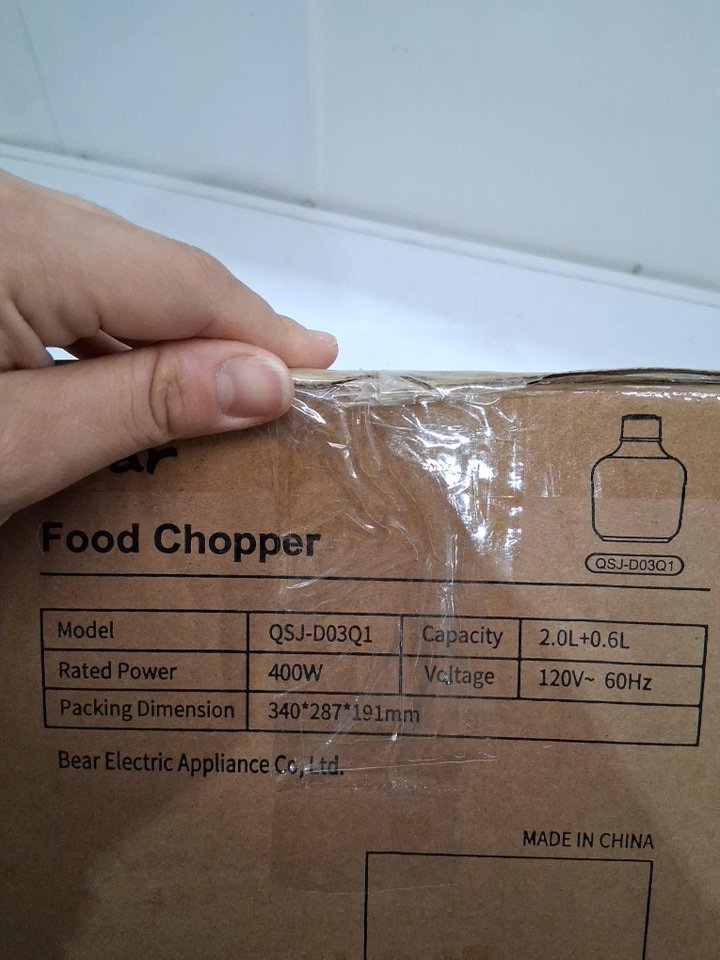 Food Chopper
QSJ-D03Q1
Model QSJ-D03Q1 Capacity 2.0L+0.6L
Rated Power 400W Voltage 120V~ 60Hz
Packing Dimension 340*287*191mm
Bear Electric Appliance Co., Ltd.
MADE IN CHINA